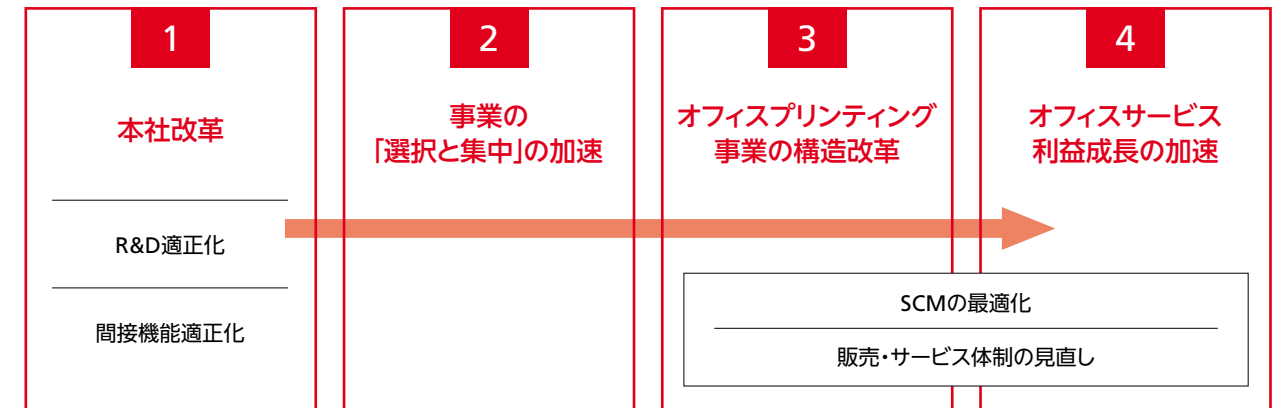 1
本社改革
R&D適正化
間接機能適正化
2
事業の
「選択と集中」の加速
3
オフィスプリンティング
事業の構造改革
4
オフィスサービス
利益成長の加速
SCMの最適化
販売・サービス体制の見直し